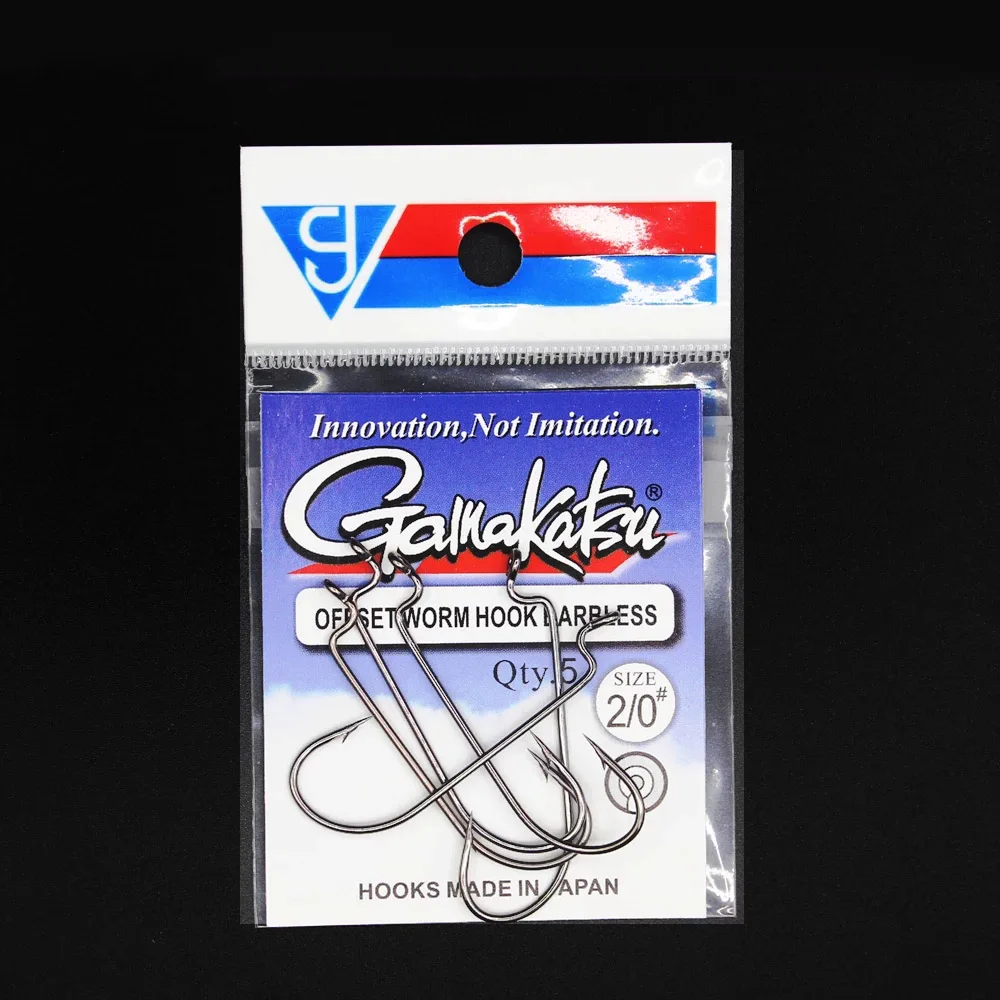 Innovation,Not Imitation.
Gamakatsu®
OFFSET WORM HOOK BARBLESS
Qty.5
SIZE
2/0#
HOOKS MADE IN JAPAN